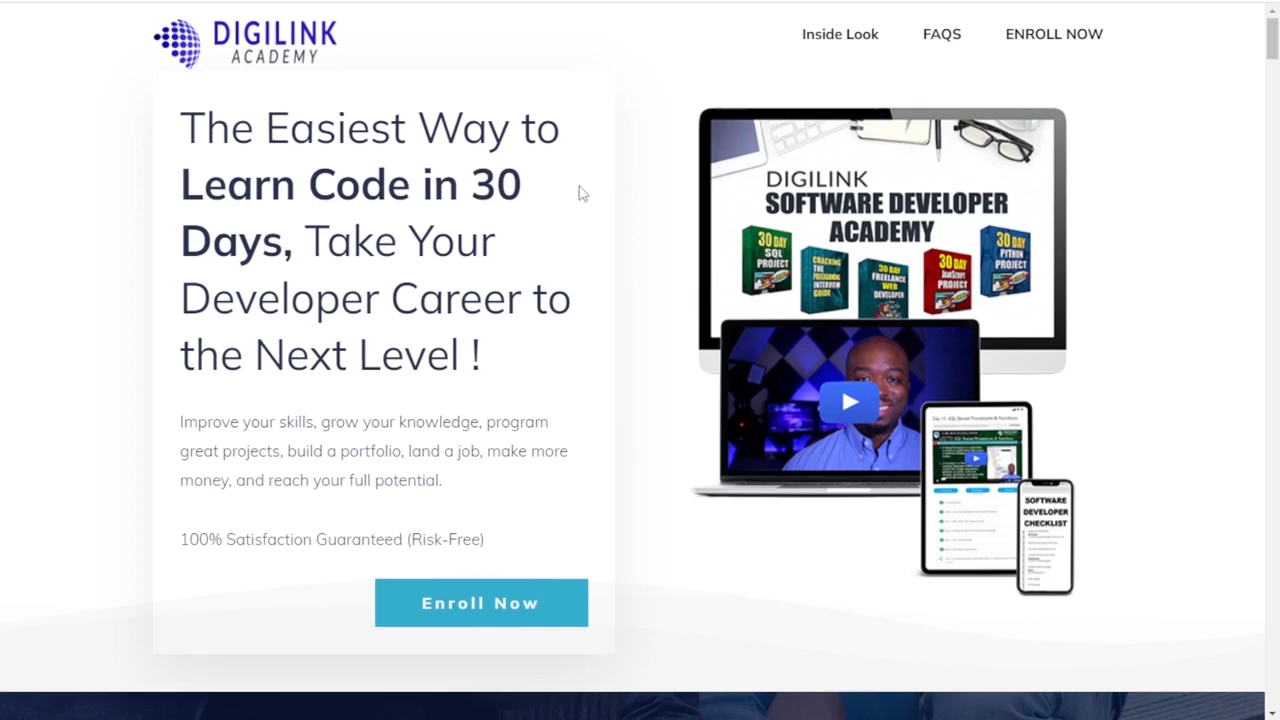 DIGILINK
ACADEMY
Inside Look
FAQS
ENROLL NOW
The Easiest Way to
Learn Code in 30
Days, Take Your
Developer Career to
the Next Level !
Improve your skills, grow your knowledge, program
great projects, build a portfolio, land a job, make more
money, and reach your full potential.
100% Satisfaction Guaranteed (Risk-Free)
Enroll Now
DIGILINK
SOFTWARE DEVELOPER
ACADEMY
30 DAY
SQL
PROJECT
CRACKING
THE
PROGRAMMING
INTERVIEW
GUIDE
30 DAY
FREELANCE
WEB
DEVELOPER
30 DAY
JAVASCRIPT
PROJECT
30 DAY
PYTHON
PROJECT
SOFTWARE
DEVELOPER
CHECKLIST